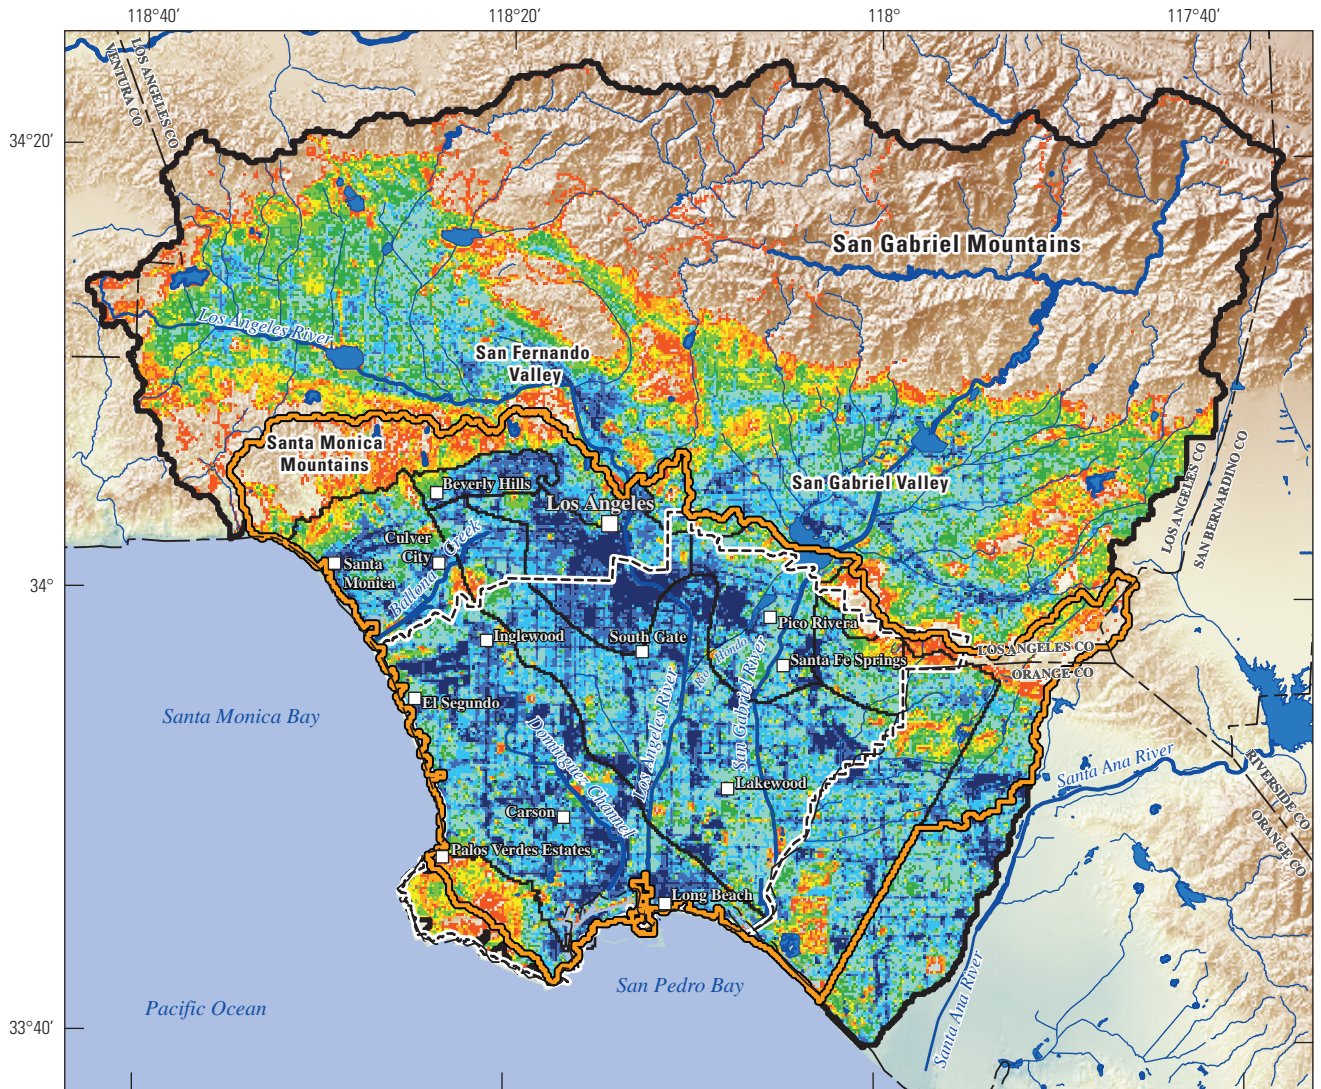 118°40′
118°20′
118°
117°40′
34°20′
34°
33°40′
VENTURA CO
LOS ANGELES CO
San Gabriel Mountains
Los Angeles River
San Fernando
Valley
Santa Monica
Mountains
San Gabriel Valley
LOS ANGELES CO
SAN BERNARDINO CO
Beverly Hills
Los Angeles
Culver
City
Ballona Creek
Santa
Monica
Inglewood
South Gate
Rio Hondo
Pico Rivera
Santa Fe Springs
San Gabriel River
LOS ANGELES CO
ORANGE CO
El Segundo
Santa Monica Bay
Dominguez Channel
Los Angeles River
Lakewood
Carson
Santa Ana River
RIVERSIDE CO
ORANGE CO
Palos Verdes Estates
Long Beach
San Pedro Bay
Pacific Ocean
Santa Ana River